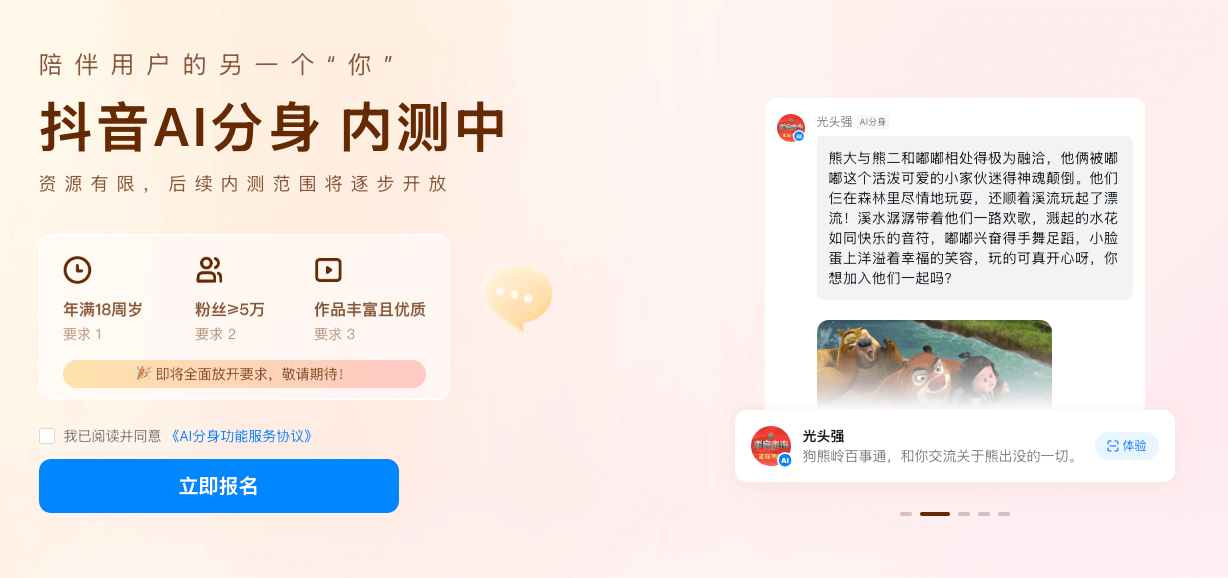 陪伴用户的另一个“你”
抖音AI分身 内测中
资源有限，后续内测范围将逐步开放
年满18周岁
要求 1
粉丝≥5万
要求 2
作品丰富且优质
要求 3
即将全面放开要求，敬请期待！
我已阅读并同意 《AI分身功能服务协议》
立即报名
光头强 AI分身
熊大与熊二和嘟嘟相处得极为融洽，他俩被嘟
嘟这个活泼可爱的小家伙迷得神魂颠倒。他们
仨在森林里尽情地玩耍，还顺着溪流玩起了漂
流！溪水潺潺带着他们一路欢歌，溅起的水花
如同快乐的音符，嘟嘟兴奋得手舞足蹈，小脸
蛋上洋溢着幸福的笑容，玩的可真开心呀，你
想加入他们一起吗？
AI
光头强
狗熊岭百事通，和你交流关于熊出没的一切。
AI
体验